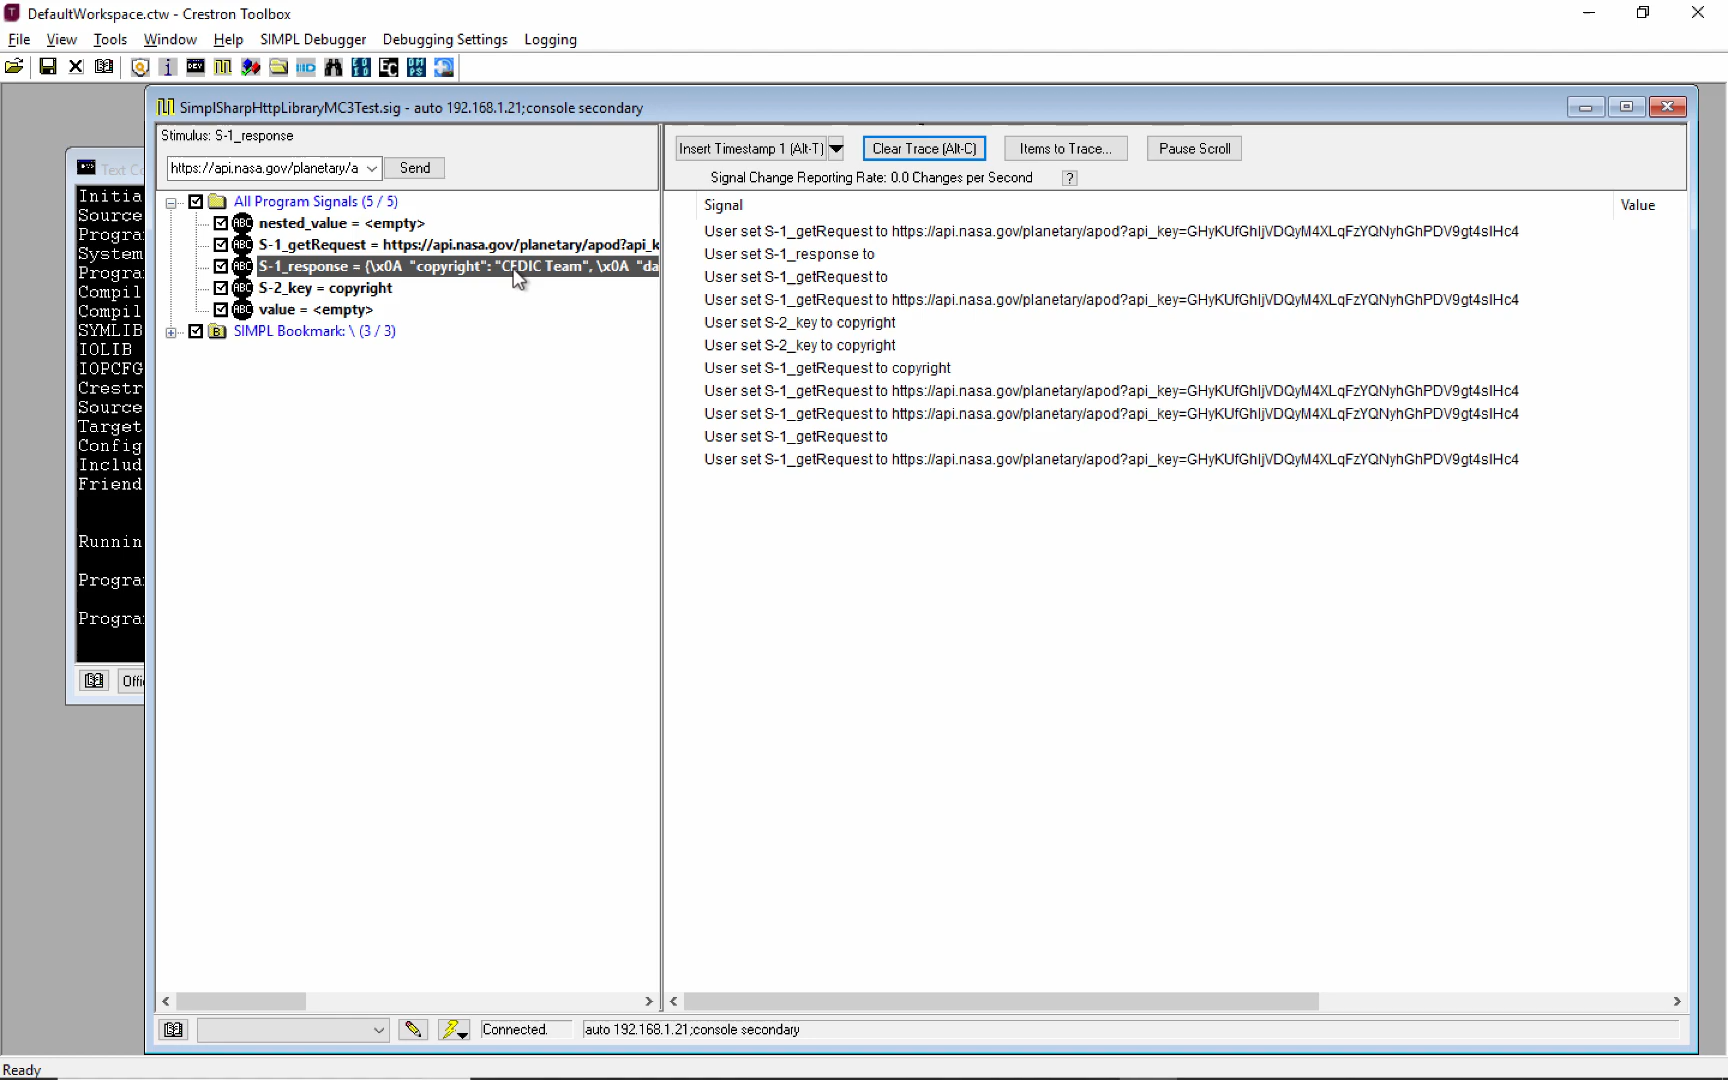 DefaultWorkspace.ctw - Crestron Toolbox
File View Tools Window Help SIMPL Debugger Debugging Settings Logging
SimplSharpHttpLibraryMC3Test.sig - auto 192.168.1.21;console secondary
Stimulus: S-1_response
https://api.nasa.gov/planetary/a Send
All Program Signals (5 / 5)
nested_value = <empty>
S-1_getRequest = https://api.nasa.gov/planetary/apod?api_k
S-1_response = {\x0A "copyright": "CEDIC Team", \x0A "da
S-2_key = copyright
value = <empty>
SIMPL Bookmark: \ (3 / 3)
Insert Timestamp 1 (Alt-T) Clear Trace (Alt-C) Items to Trace... Pause Scroll
Signal Change Reporting Rate: 0.0 Changes per Second ?
Signal Value
User set S-1_getRequest to https://api.nasa.gov/planetary/apod?api_key=GHyKUfGhIjVDQyM4XLqFzYQNyhGhPDV9gt4sIHc4
User set S-1_response to
User set S-1_getRequest to
User set S-1_getRequest to https://api.nasa.gov/planetary/apod?api_key=GHyKUfGhIjVDQyM4XLqFzYQNyhGhPDV9gt4sIHc4
User set S-2_key to copyright
User set S-2_key to copyright
User set S-1_getRequest to copyright
User set S-1_getRequest to https://api.nasa.gov/planetary/apod?api_key=GHyKUfGhIjVDQyM4XLqFzYQNyhGhPDV9gt4sIHc4
User set S-1_getRequest to https://api.nasa.gov/planetary/apod?api_key=GHyKUfGhIjVDQyM4XLqFzYQNyhGhPDV9gt4sIHc4
User set S-1_getRequest to
User set S-1_getRequest to https://api.nasa.gov/planetary/apod?api_key=GHyKUfGhIjVDQyM4XLqFzYQNyhGhPDV9gt4sIHc4
Text Co
Initia
Source
Progra
System
Progra
Compil
Compil
SYMLIB
IOLIB
IOPCFG
Crestr
Source
Target
Config
Includ
Friend
Runnin
Progra
Progra
Offi
Connected. auto 192.168.1.21;console secondary
Ready